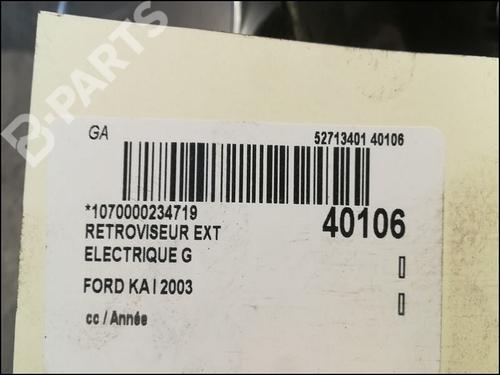 B-PARTS
GA
52713401 40106
*1070000234719
40106
RETROVISEUR EXT
ELECTRIQUE G
FORD KA I 2003
cc / Année